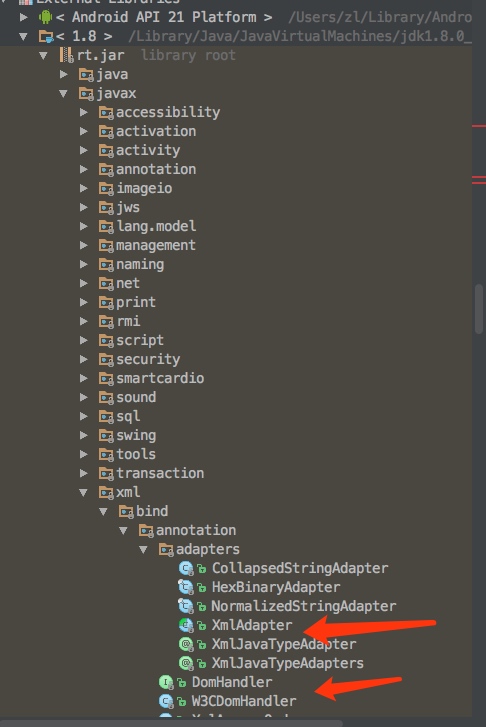 External Libraries
< Android API 21 Platform > /Users/zl/Library/Andro
< 1.8 > /Library/Java/JavaVirtualMachines/jdk1.8.0_
rt.jar library root
java
javax
accessibility
activation
activity
annotation
imageio
jws
lang.model
management
naming
net
print
rmi
script
security
smartcardio
sound
sql
swing
tools
transaction
xml
bind
annotation
adapters
CollapsedStringAdapter
HexBinaryAdapter
NormalizedStringAdapter
XmlAdapter
XmlJavaTypeAdapter
XmlJavaTypeAdapters
DomHandler
W3CDomHandler